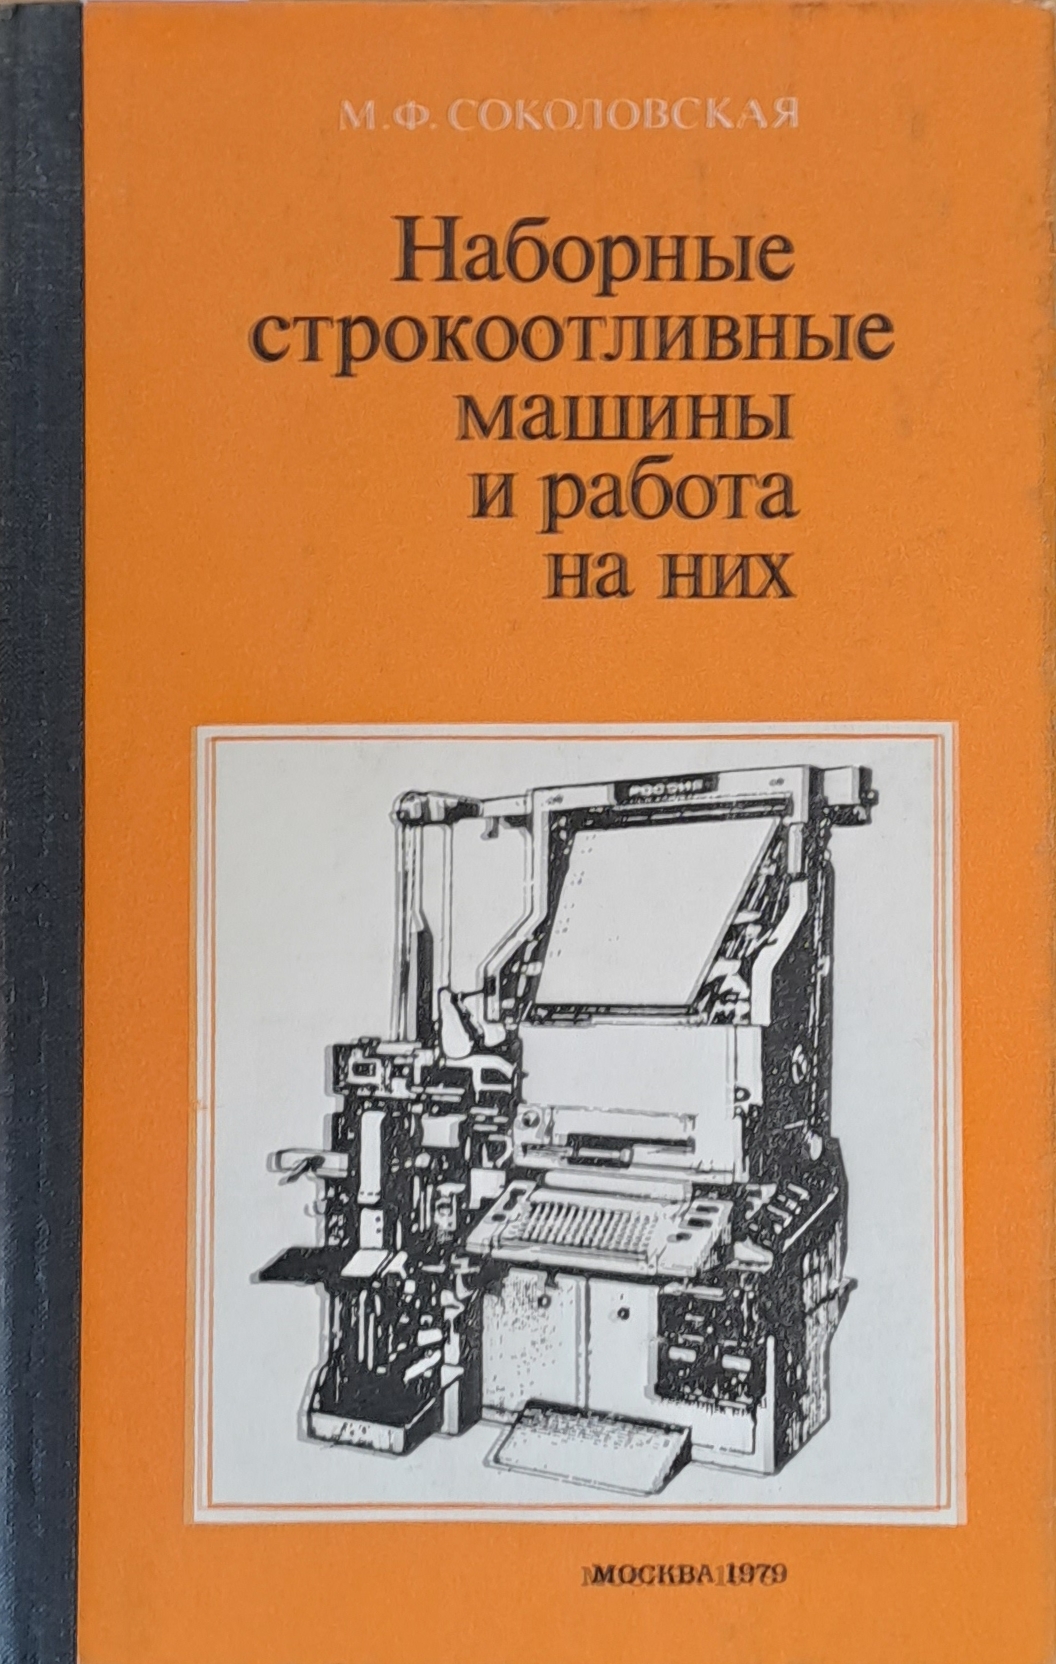 М.Ф. СОКОЛОВСКАЯ
Наборные
строкоотливные
машины
и работа
на них
РОССИЯ
МОСКВА 1979